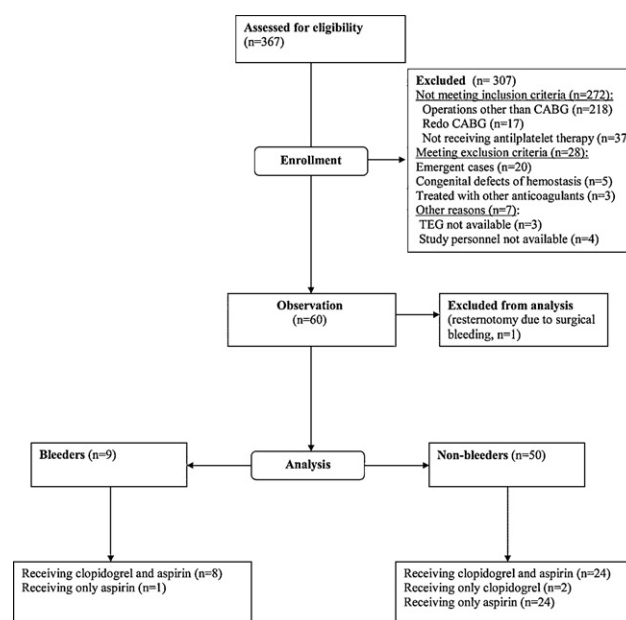 Assessed for eligibility
(n=367)
Excluded (n= 307)
Not meeting inclusion criteria (n=272):
Operations other than CABG (n=218)
Redo CABG (n=17)
Not receiving antilplatelet therapy (n=37
Meeting exclusion criteria (n=28):
Emergent cases (n=20)
Congenital defects of hemostasis (n=5)
Treated with other anticoagulants (n=3)
Other reasons (n=7):
TEG not available (n=3)
Study personnel not available (n=4)
Enrollment
Observation
(n=60)
Excluded from analysis
(resternotomy due to surgical
bleeding, n=1)
Bleeders (n=9)
Analysis
Non-bleeders (n=50)
Receiving clopidogrel and aspirin (n=8)
Receiving only aspirin (n=1)
Receiving clopidogrel and aspirin (n=24)
Receiving only clopidogrel (n=2)
Receiving only aspirin (n=24)